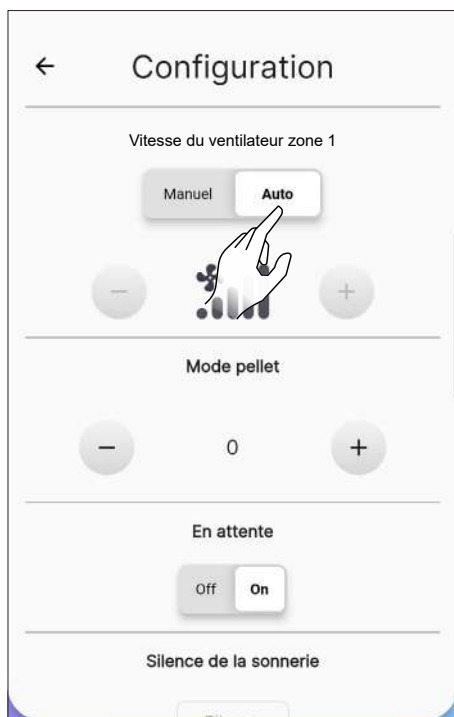 Configuration
Vitesse du ventilateur zone 1
Manuel Auto
Mode pellet
− 0 +
En attente
Off On
Silence de la sonnerie